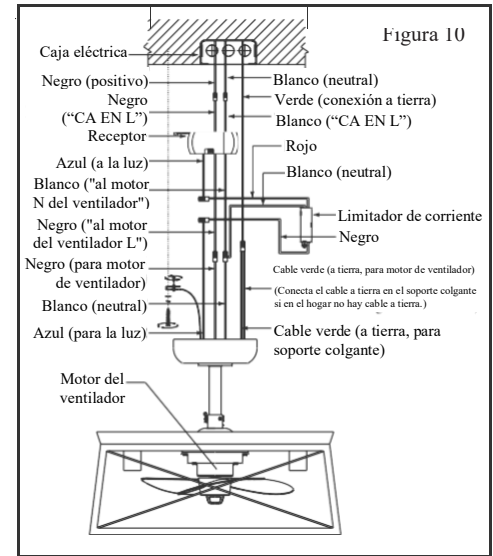 Figura 10
Caja eléctrica
Negro (positivo)
Negro
("CA EN L")
Receptor
Azul (a la luz)
Blanco ("al motor
N del ventilador")
Negro ("al motor
del ventilador L")
Negro (para motor
de ventilador)
Blanco (neutral)
Azul (para la luz)
Motor del
ventilador
Blanco (neutral)
Verde (conexión a tierra)
Blanco (“CA EN L”)
Rojo
Blanco (neutral)
Limitador de corriente
Negro
Cable verde (a tierra, para motor de ventilador)
(Conecta el cable a tierra en el soporte colgante
si en el hogar no hay cable a tierra.)
Cable verde (a tierra, para
soporte colgante)